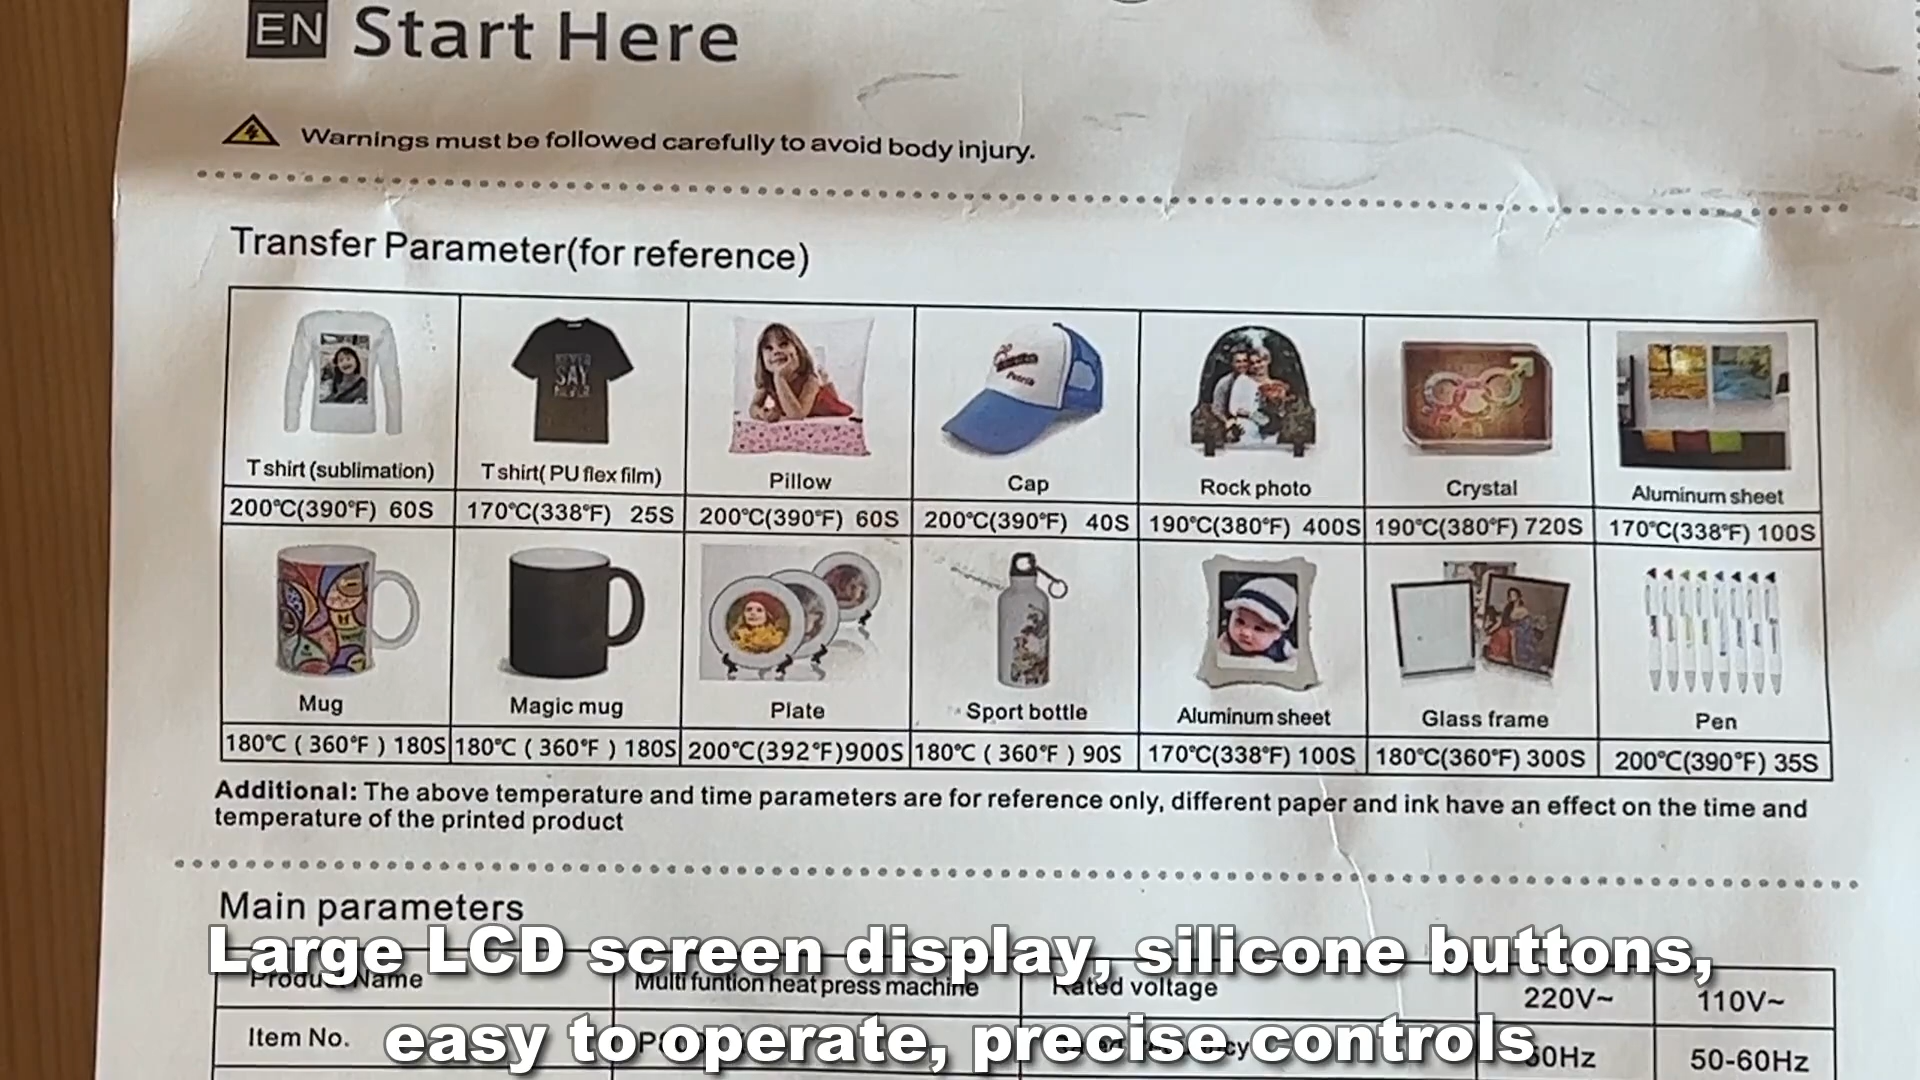 EN Start Here
Warnings must be followed carefully to avoid body injury.
Transfer Parameter(for reference)
NEVER SAY NEVER
T shirt (sublimation) T shirt( PU flex film) Pillow Cap Rock photo Crystal Aluminum sheet
200℃(390℉) 60S 170℃(338℉) 25S 200℃(390℉) 60S 200℃(390℉) 40S 190℃(380℉) 400S 190℃(380℉) 720S 170℃(338℉) 100S
Mug Magic mug Plate Sport bottle Aluminum sheet Glass frame Pen
180℃ ( 360℉ ) 180S 180℃ ( 360℉ ) 180S 200℃(392℉)900S 180℃ ( 360℉ ) 90S 170℃(338℉) 100S 180℃(360℉) 300S 200℃(390℉) 35S
Additional: The above temperature and time parameters are for reference only, different paper and ink have an effect on the time and
temperature of the printed product
Main parameters
Large LCD screen display, silicone buttons,
Product Name Multi funtion heat press machine Rated voltage 220V~ 110V~
easy to operate, precise controls
Item No. 50-60Hz